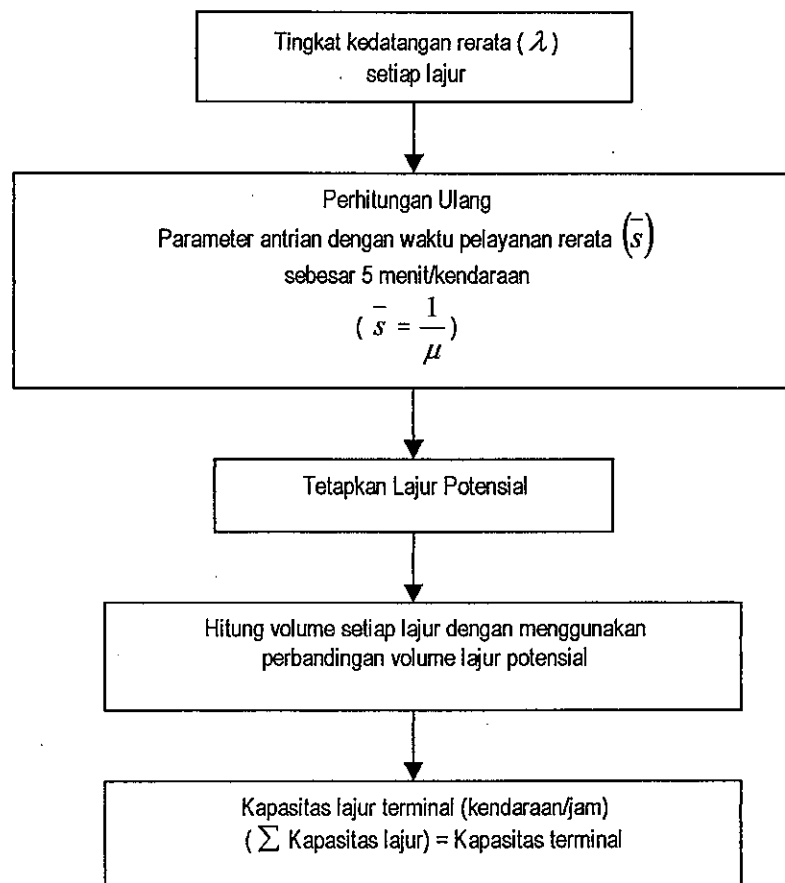 Tingkat kedatangan rerata ( λ )
setiap lajur
Perhitungan Ulang
Parameter antrian dengan waktu pelayanan rerata (s̅)
sebesar 5 menit/kendaraan
( s̅ = 1/μ )
Tetapkan Lajur Potensial
Hitung volume setiap lajur dengan menggunakan
perbandingan volume lajur potensial
Kapasitas lajur terminal (kendaraan/jam)
( ∑ Kapasitas lajur) = Kapasitas terminal